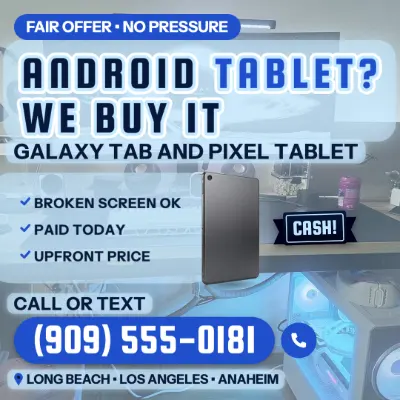 FAIR OFFER • NO PRESSURE
ANDROID TABLET?
WE BUY IT
GALAXY TAB AND PIXEL TABLET
BROKEN SCREEN OK
PAID TODAY
UPFRONT PRICE
CASH!
CALL OR TEXT
(909) 555-0181
LONG BEACH • LOS ANGELES • ANAHEIM